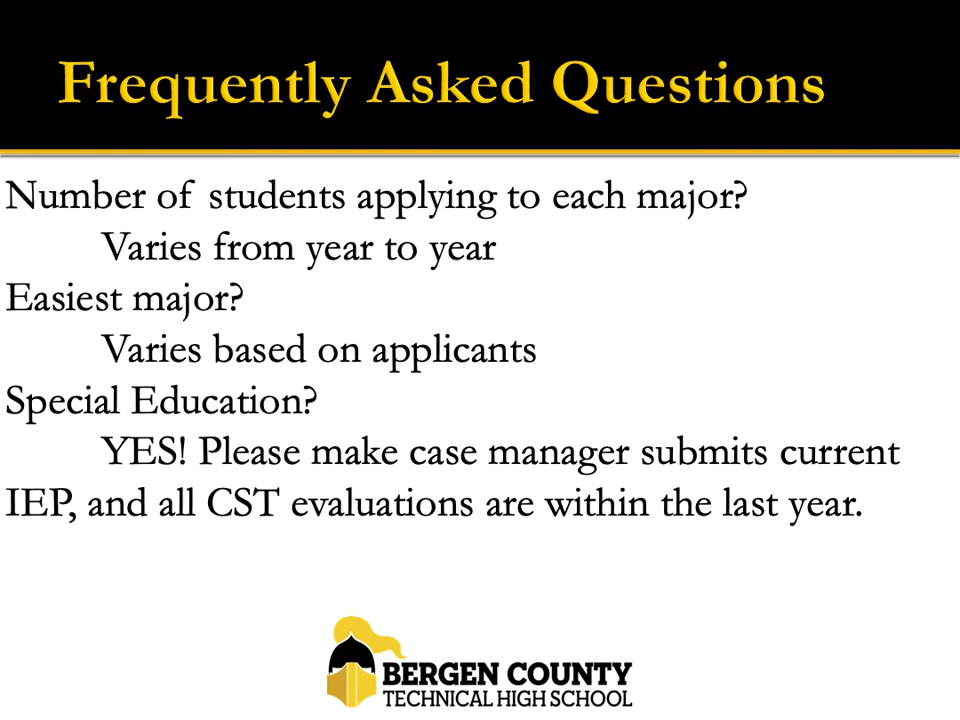 Frequently Asked Questions
Number of students applying to each major?
Varies from year to year
Easiest major?
Varies based on applicants
Special Education?
YES! Please make case manager submits current
IEP, and all CST evaluations are within the last year.
BERGEN COUNTY
TECHNICAL HIGH SCHOOL